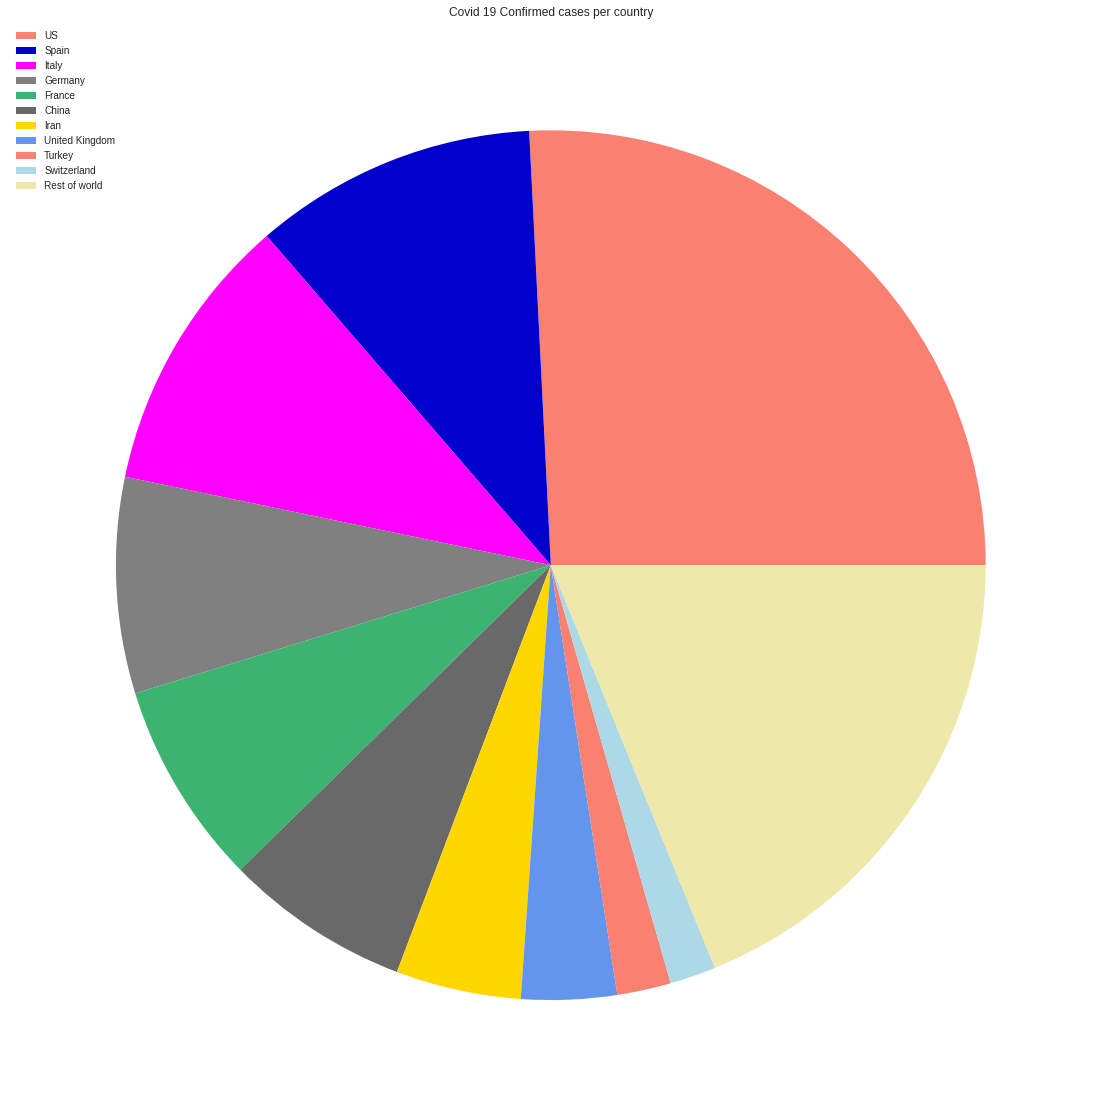 Covid 19 Confirmed cases per country
US
Spain
Italy
Germany
France
China
Iran
United Kingdom
Turkey
Switzerland
Rest of world